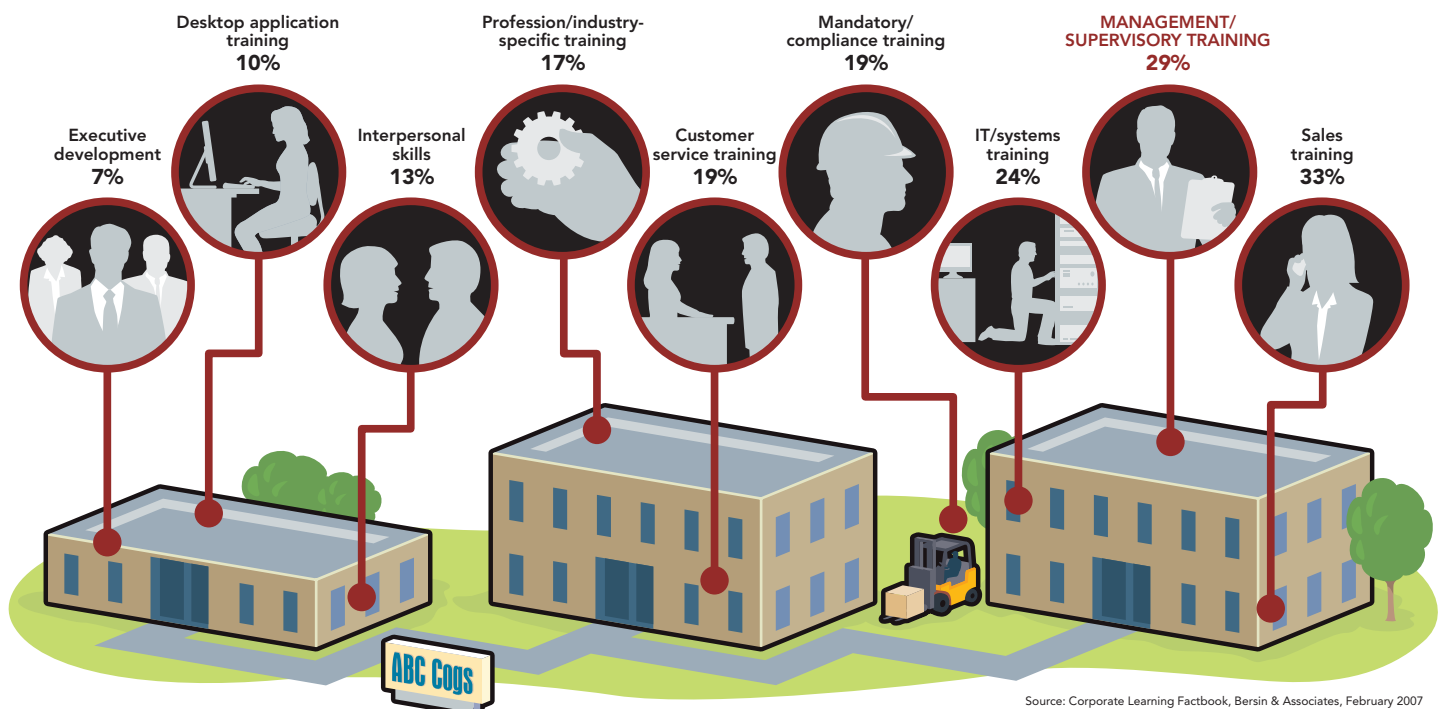 Executive
development
7%
Desktop application
training
10%
Interpersonal
skills
13%
Profession/industry-
specific training
17%
Customer
service training
19%
Mandatory/
compliance training
19%
IT/systems
training
24%
MANAGEMENT/
SUPERVISORY TRAINING
29%
Sales
training
33%
ABC Cogs
Source: Corporate Learning Factbook, Bersin & Associates, February 2007